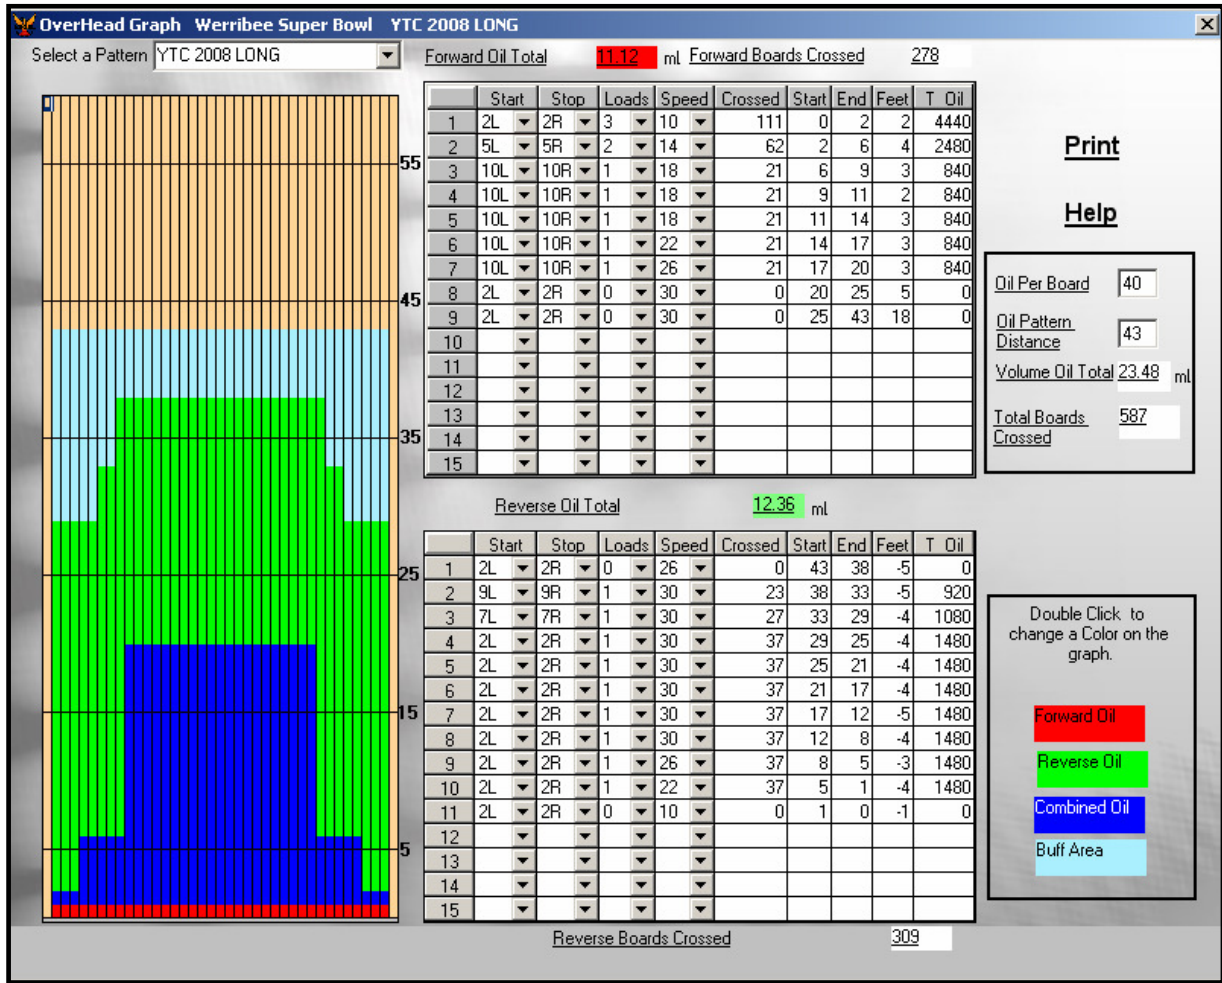 OverHead Graph Werribee Super Bowl YTC 2008 LONG
Select a Pattern YTC 2008 LONG
Forward Oil Total 11.12 ml Forward Boards Crossed 278
Start Stop Loads Speed Crossed Start End Feet T Oil
1 2L 2R 3 10 111 0 2 2 4440
2 5L 5R 2 14 62 2 6 4 2480
3 10L 10R 1 18 21 6 9 3 840
4 10L 10R 1 18 21 9 11 2 840
5 10L 10R 1 18 21 11 14 3 840
6 10L 10R 1 22 21 14 17 3 840
7 10L 10R 1 26 21 17 20 3 840
8 2L 2R 0 30 0 20 25 5 0
9 2L 2R 0 30 0 25 43 18 0
10
11
12
13
14
15
55
45
35
25
15
5
Print
Help
Oil Per Board 40
Oil Pattern
Distance 43
Volume Oil Total 23.48 ml
Total Boards 587
Crossed
Reverse Oil Total 12.36 ml
Start Stop Loads Speed Crossed Start End Feet T Oil
1 2L 2R 0 26 0 43 38 -5 0
2 9L 9R 1 30 23 38 33 -5 920
3 7L 7R 1 30 27 33 29 -4 1080
4 2L 2R 1 30 37 29 25 -4 1480
5 2L 2R 1 30 37 25 21 -4 1480
6 2L 2R 1 30 37 21 17 -4 1480
7 2L 2R 1 30 37 17 12 -5 1480
8 2L 2R 1 30 37 12 8 -4 1480
9 2L 2R 1 26 37 8 5 -3 1480
10 2L 2R 1 22 37 5 1 -4 1480
11 2L 2R 0 10 0 1 0 -1 0
12
13
14
15
Double Click to
change a Color on the
graph.
Forward Oil
Reverse Oil
Combined Oil
Buff Area
Reverse Boards Crossed 309